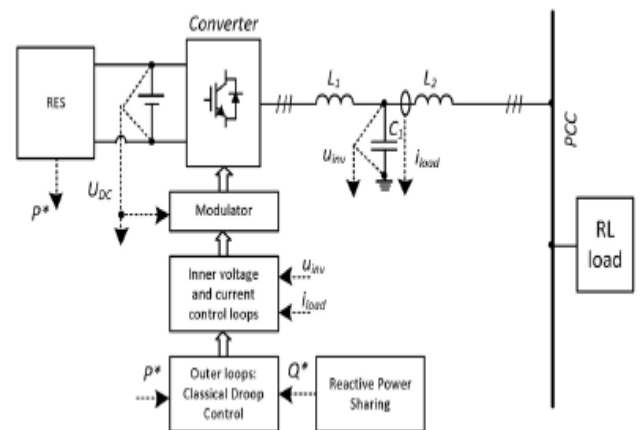 Converter
RES
L1
L2
C1
PCC
uinv
iload
UDC
P*
Modulator
RL
load
Inner voltage
and current
control loops
uinv
iload
P*
Outer loops:
Classical Droop
Control
Q*
Reactive Power
Sharing